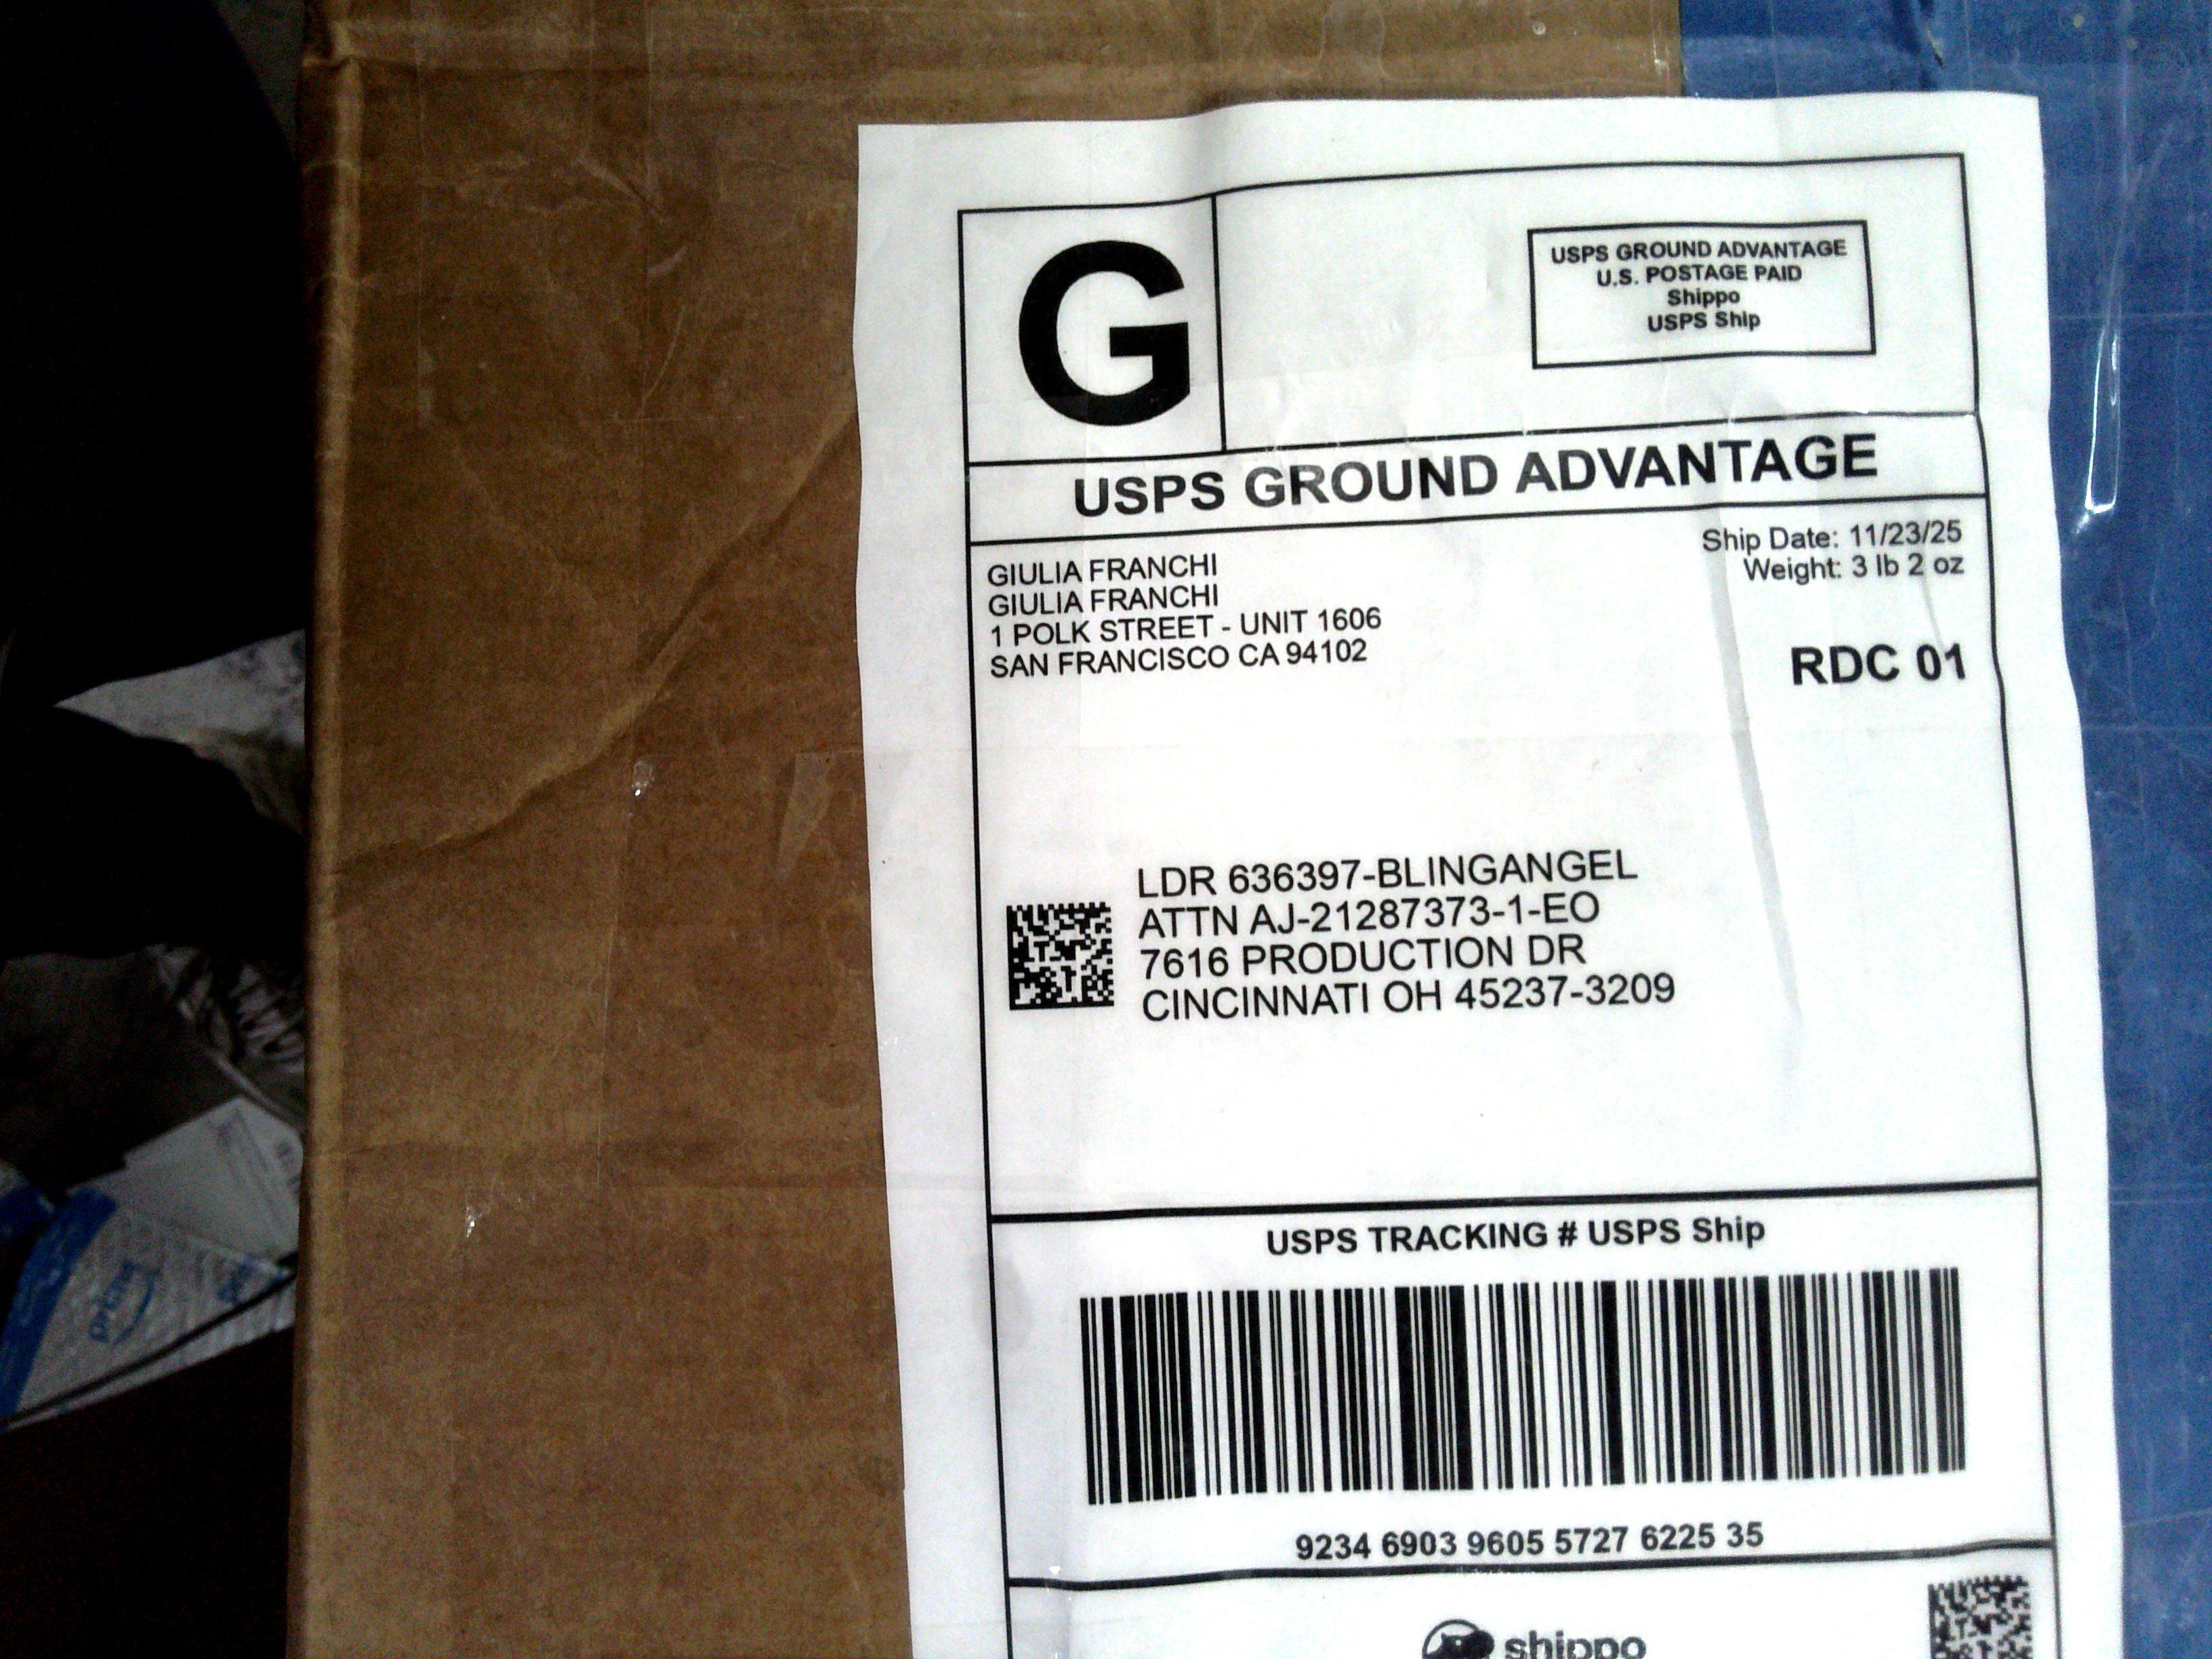 G
USPS GROUND ADVANTAGE
U.S. POSTAGE PAID
Shippo
USPS Ship
USPS GROUND ADVANTAGE
GIULIA FRANCHI
GIULIA FRANCHI
1 POLK STREET - UNIT 1606
SAN FRANCISCO CA 94102
Ship Date: 11/23/25
Weight: 3 lb 2 oz
RDC 01
LDR 636397-BLINGANGEL
ATTN AJ-21287373-1-EO
7616 PRODUCTION DR
CINCINNATI OH 45237-3209
USPS TRACKING # USPS Ship
9234 6903 9605 5727 6225 35
shippo
prime